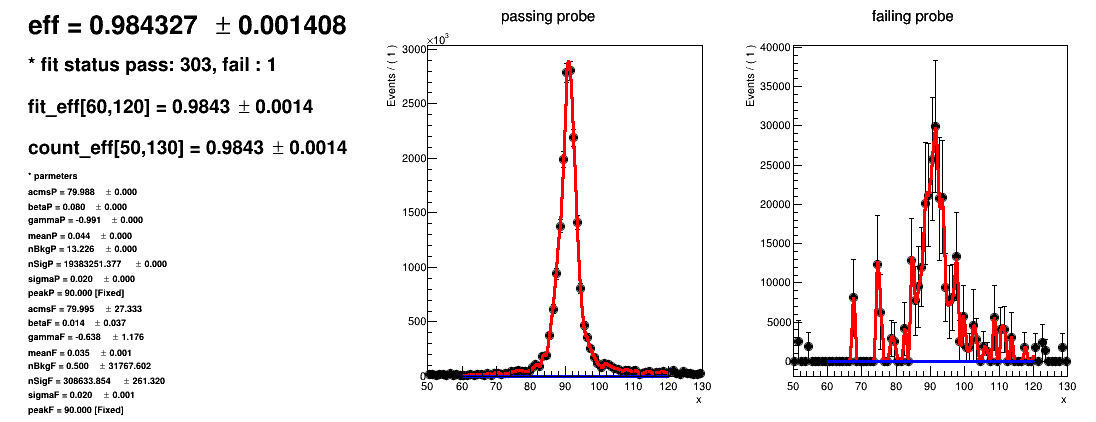 eff = 0.984327 ± 0.001408
* fit status pass: 303, fail : 1
fit_eff[60,120] = 0.9843 ± 0.0014
count_eff[50,130] = 0.9843 ± 0.0014
* parmeters
acmsP = 79.988 ± 0.000
betaP = 0.080 ± 0.000
gammaP = -0.991 ± 0.000
meanP = 0.044 ± 0.000
nBkgP = 13.226 ± 0.000
nSigP = 19383251.377 ± 0.000
sigmaP = 0.020 ± 0.000
peakP = 90.000 [Fixed]
acmsF = 79.995 ± 27.333
betaF = 0.014 ± 0.037
gammaF = -0.638 ± 1.176
meanF = 0.035 ± 0.001
nBkgF = 0.500 ± 31767.602
nSigF = 308633.854 ± 261.320
sigmaF = 0.020 ± 0.001
peakF = 90.000 [Fixed]
passing probe
×10³
Events / ( 1 )
3000
2500
2000
1500
1000
500
0
50 60 70 80 90 100 110 120 130
x
failing probe
Events / ( 1 )
40000
35000
30000
25000
20000
15000
10000
5000
0
50 60 70 80 90 100 110 120 130
x